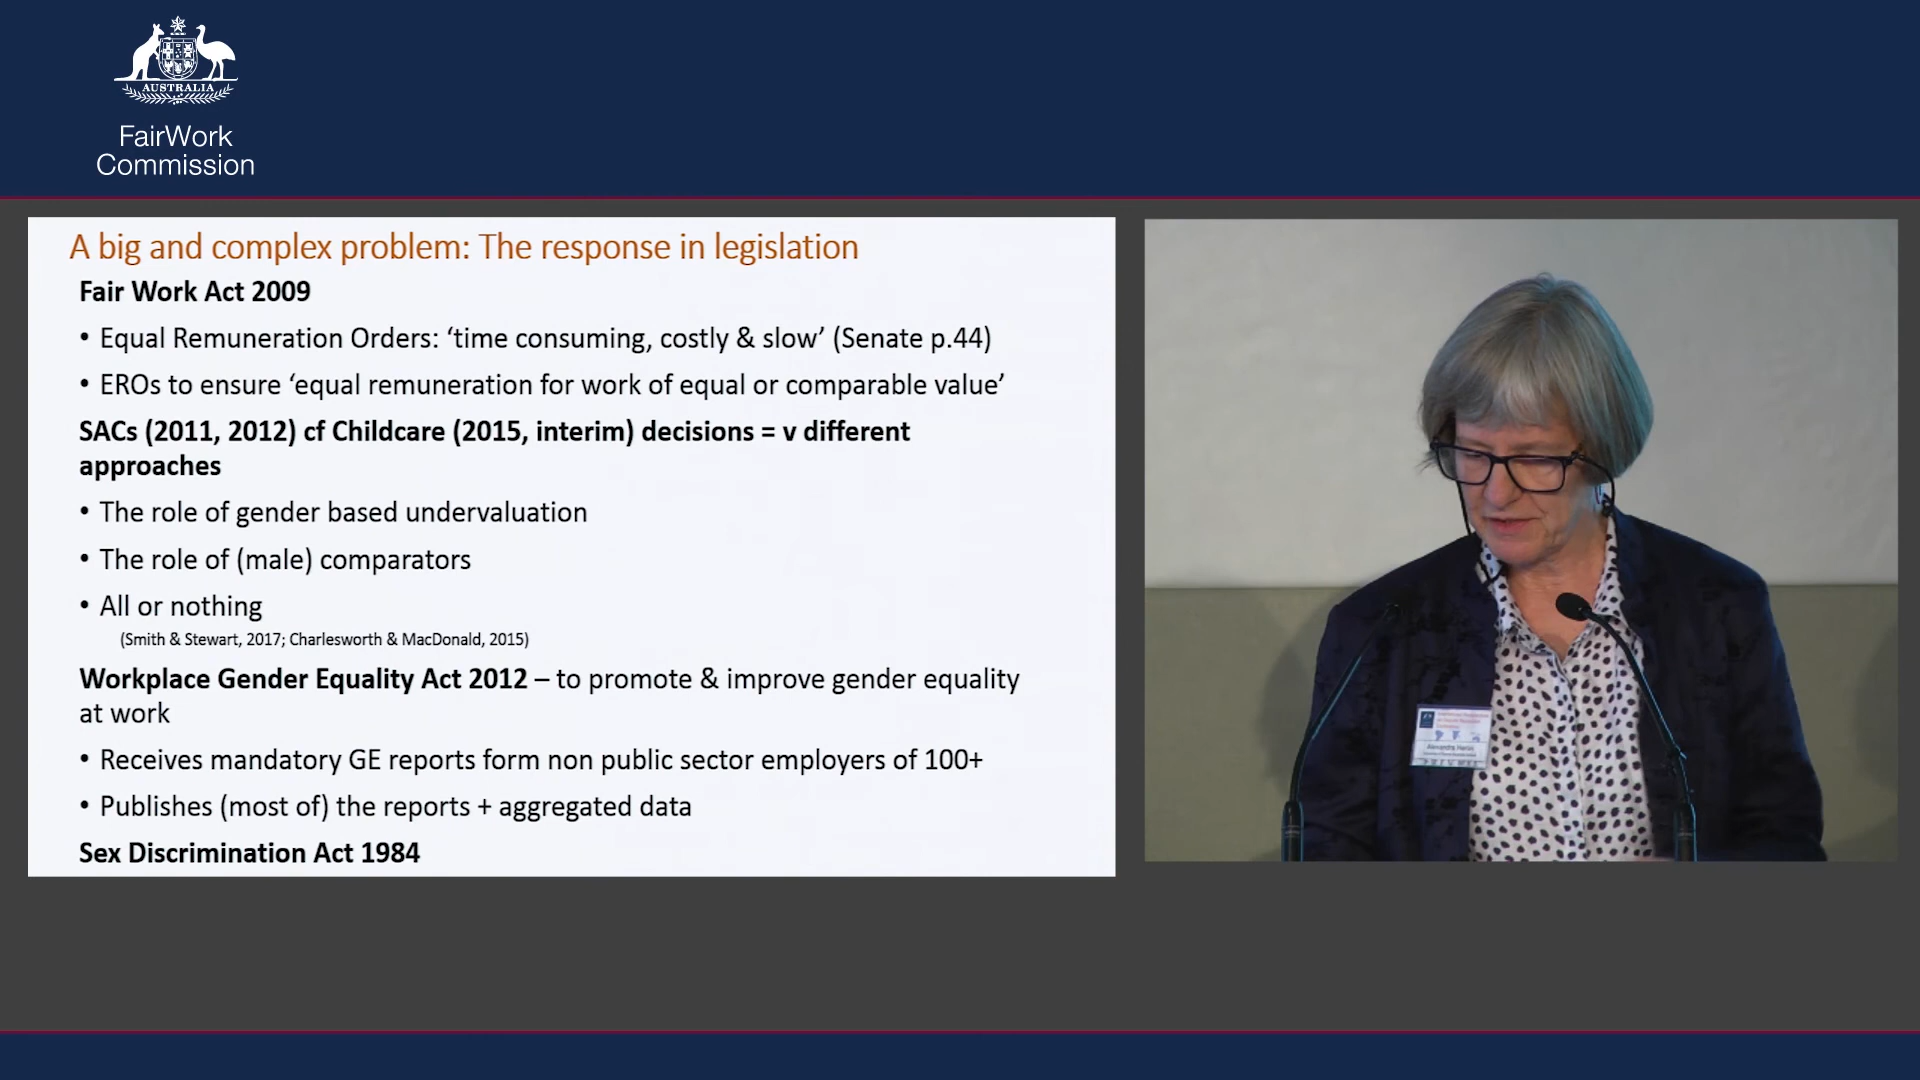 AUSTRALIA
FairWork
Commission
A big and complex problem: The response in legislation
Fair Work Act 2009
• Equal Remuneration Orders: ‘time consuming, costly & slow’ (Senate p.44)
• EROs to ensure ‘equal remuneration for work of equal or comparable value’
SACs (2011, 2012) cf Childcare (2015, interim) decisions = v different
approaches
• The role of gender based undervaluation
• The role of (male) comparators
• All or nothing
(Smith & Stewart, 2017; Charlesworth & MacDonald, 2015)
Workplace Gender Equality Act 2012 – to promote & improve gender equality
at work
• Receives mandatory GE reports form non public sector employers of 100+
• Publishes (most of) the reports + aggregated data
Sex Discrimination Act 1984
Alexandra